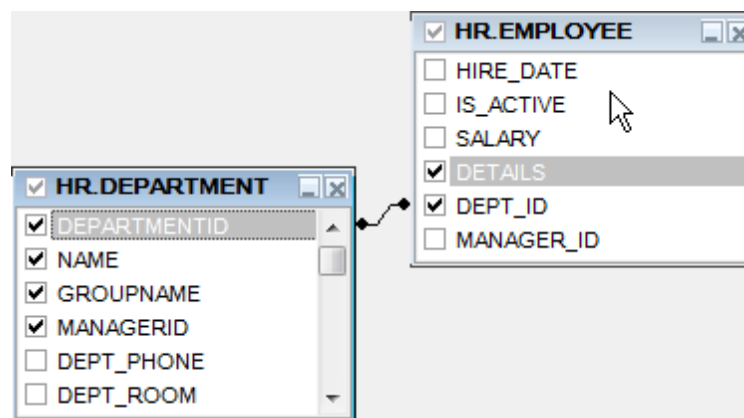 HR.EMPLOYEE
HIRE_DATE
IS_ACTIVE
SALARY
DETAILS
DEPT_ID
MANAGER_ID
HR.DEPARTMENT
DEPARTMENTID
NAME
GROUPNAME
MANAGERID
DEPT_PHONE
DEPT_ROOM